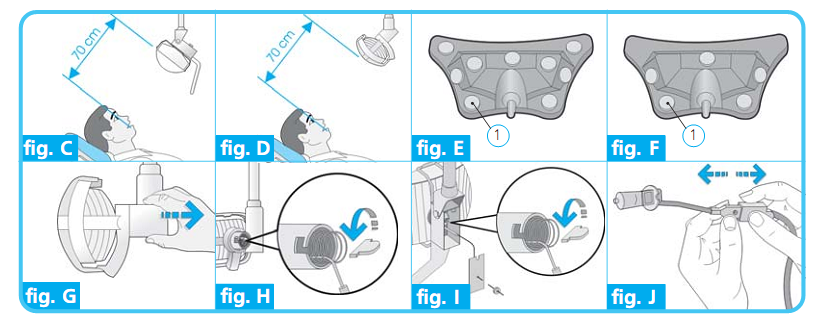 70 cm
fig. C
70 cm
fig. D
1
fig. E
1
fig. F
fig. G
fig. H
fig. I
fig. J